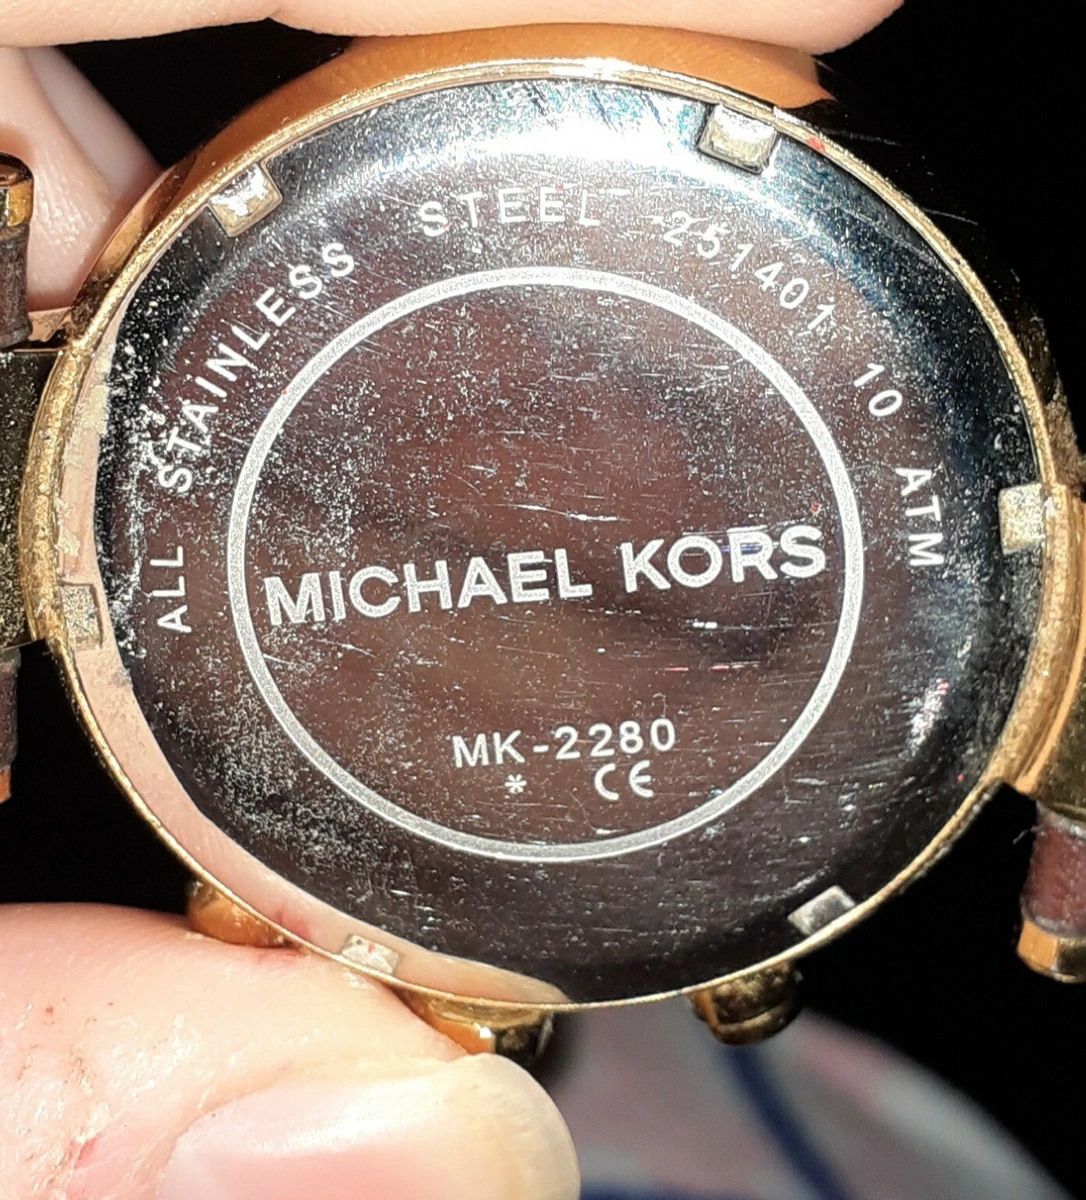 ALL STAINLESS STEEL 251401 10 ATM
MICHAEL KORS
MK-2280
* CE